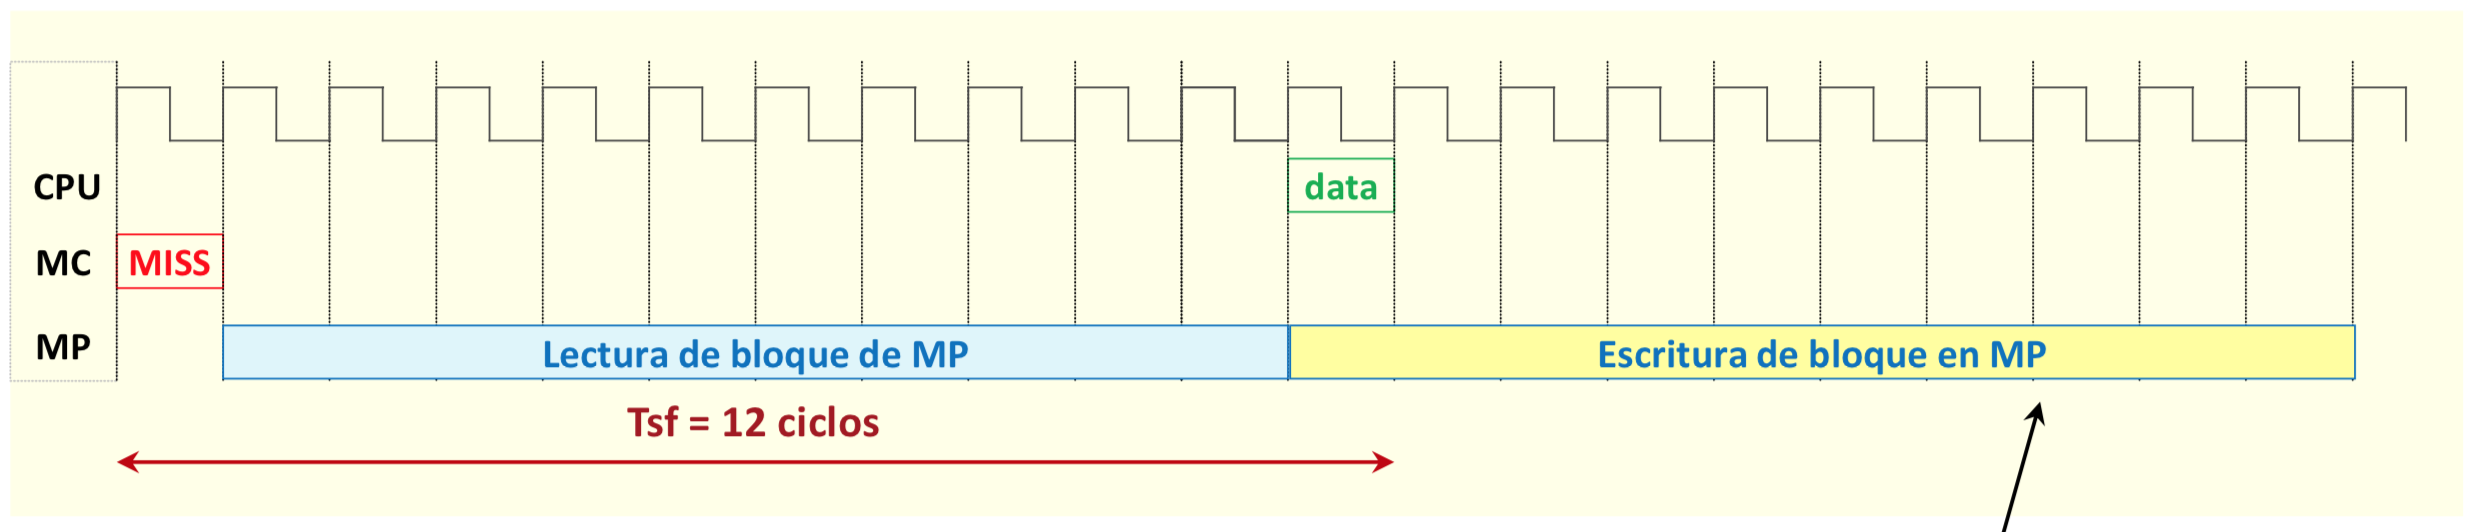 CPU
data
MC
MISS
MP
Lectura de bloque de MP
Escritura de bloque en MP
Tsf = 12 ciclos